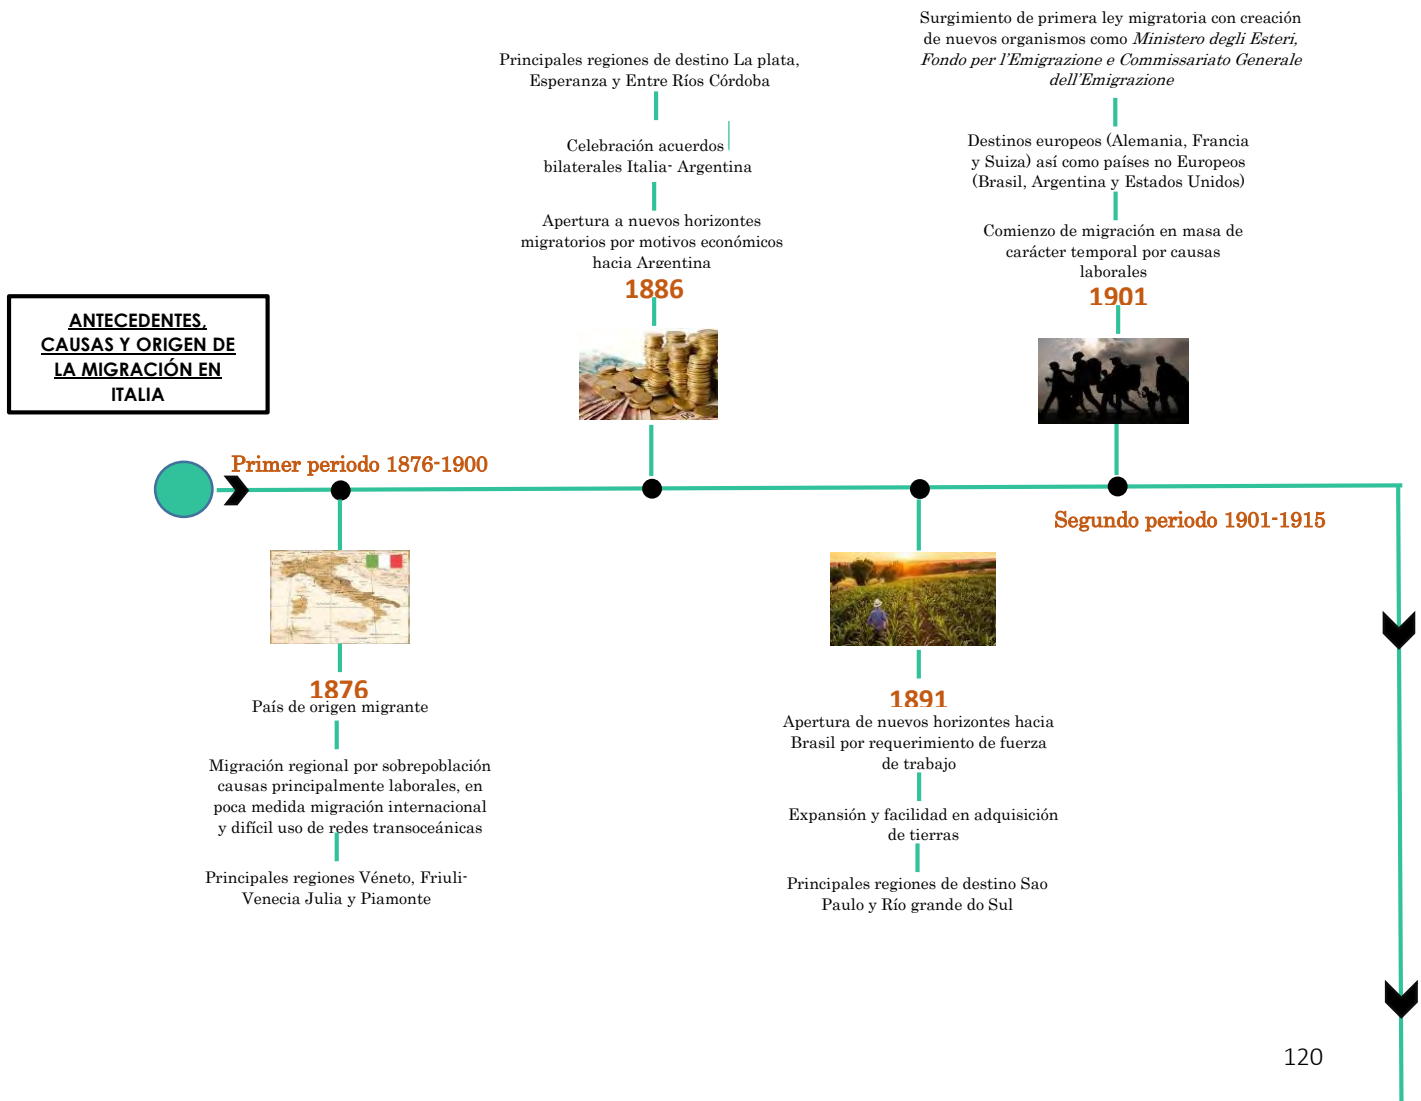 ANTECEDENTES,
CAUSAS Y ORIGEN DE
LA MIGRACIÓN EN
ITALIA
Primer periodo 1876-1900
1876
País de origen migrante
Migración regional por sobrepoblación
causas principalmente laborales, en
poca medida migración internacional
y difícil uso de redes transoceánicas
Principales regiones Véneto, Friuli-
Venecia Julia y Piamonte
Principales regiones de destino La plata,
Esperanza y Entre Ríos Córdoba
Celebración acuerdos
bilaterales Italia- Argentina
Apertura a nuevos horizontes
migratorios por motivos económicos
hacia Argentina
1886
1891
Apertura de nuevos horizontes hacia
Brasil por requerimiento de fuerza
de trabajo
Expansión y facilidad en adquisición
de tierras
Principales regiones de destino Sao
Paulo y Río grande do Sul
Surgimiento de primera ley migratoria con creación
de nuevos organismos como Ministero degli Esteri,
Fondo per l'Emigrazione e Commissariato Generale
dell'Emigrazione
Destinos europeos (Alemania, Francia
y Suiza) así como países no Europeos
(Brasil, Argentina y Estados Unidos)
Comienzo de migración en masa de
carácter temporal por causas
laborales
1901
Segundo periodo 1901-1915
120